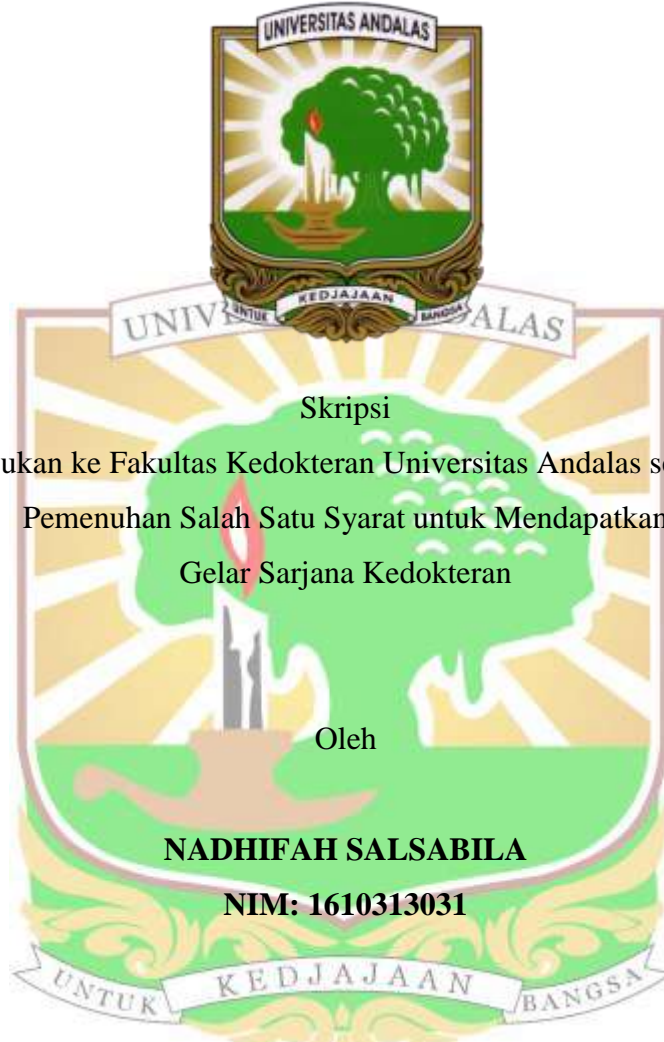 UNIVERSITAS ANDALAS
UNTUK KEDJAJAAN BANGSA
Skripsi
ukan ke Fakultas Kedokteran Universitas Andalas se
Pemenuhan Salah Satu Syarat untuk Mendapatkan
Gelar Sarjana Kedokteran
Oleh
NADHIFAH SALSABILA
NIM: 1610313031
UNTUK KEDJAJAAN BANGSA